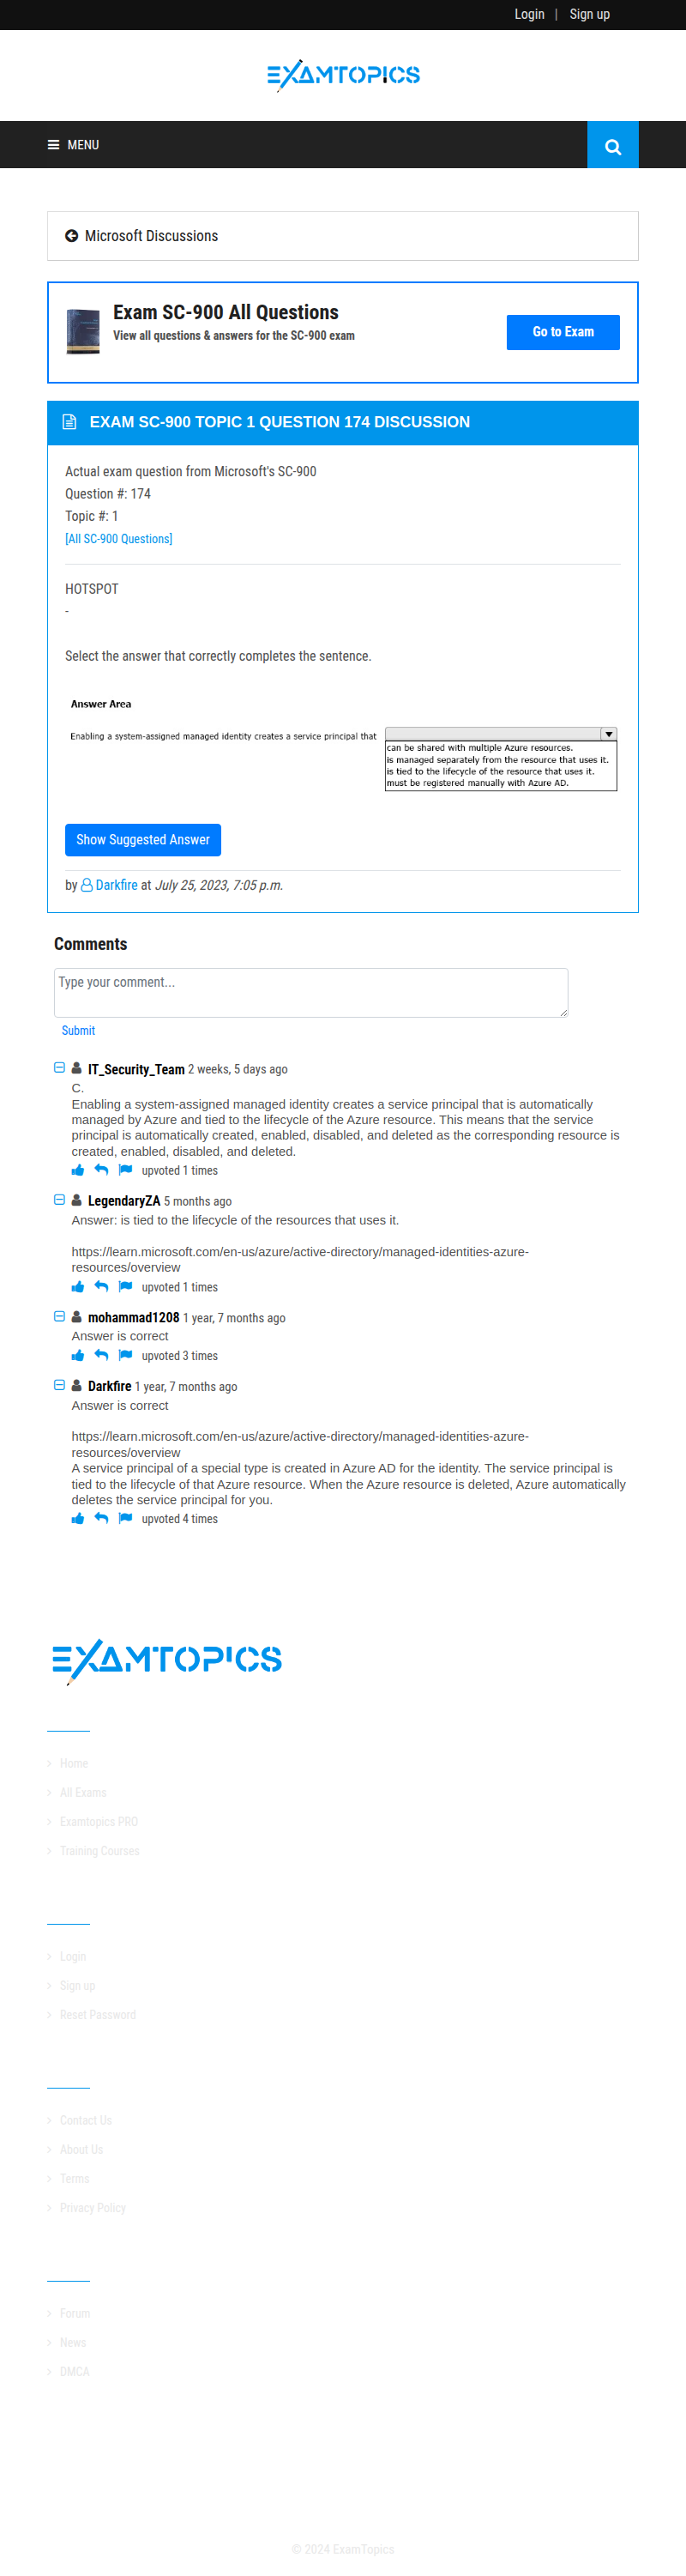 Login | Sign up
EXAMTOPICS
MENU
Microsoft Discussions
Exam SC-900 All Questions
View all questions & answers for the SC-900 exam
Go to Exam
EXAM SC-900 TOPIC 1 QUESTION 174 DISCUSSION
Actual exam question from Microsoft's SC-900
Question #: 174
Topic #: 1
[All SC-900 Questions]
HOTSPOT
-
Select the answer that correctly completes the sentence.
Answer Area
Enabling a system-assigned managed identity creates a service principal that
can be shared with multiple Azure resources.
is managed separately from the resource that uses it.
is tied to the lifecycle of the resource that uses it.
must be registered manually with Azure AD.
Show Suggested Answer
by Darkfire at July 25, 2023, 7:05 p.m.
Comments
Type your comment...
Submit
IT_Security_Team 2 weeks, 5 days ago
C.
Enabling a system-assigned managed identity creates a service principal that is automatically
managed by Azure and tied to the lifecycle of the Azure resource. This means that the service
principal is automatically created, enabled, disabled, and deleted as the corresponding resource is
created, enabled, disabled, and deleted.
upvoted 1 times
LegendaryZA 5 months ago
Answer: is tied to the lifecycle of the resources that uses it.
https://learn.microsoft.com/en-us/azure/active-directory/managed-identities-azure-
resources/overview
upvoted 1 times
mohammad1208 1 year, 7 months ago
Answer is correct
upvoted 3 times
Darkfire 1 year, 7 months ago
Answer is correct
https://learn.microsoft.com/en-us/azure/active-directory/managed-identities-azure-
resources/overview
A service principal of a special type is created in Azure AD for the identity. The service principal is
tied to the lifecycle of that Azure resource. When the Azure resource is deleted, Azure automatically
deletes the service principal for you.
upvoted 4 times
EXAMTOPICS
Home
All Exams
Examtopics PRO
Training Courses
Login
Sign up
Reset Password
Contact Us
About Us
Terms
Privacy Policy
Forum
News
DMCA
© 2024 ExamTopics